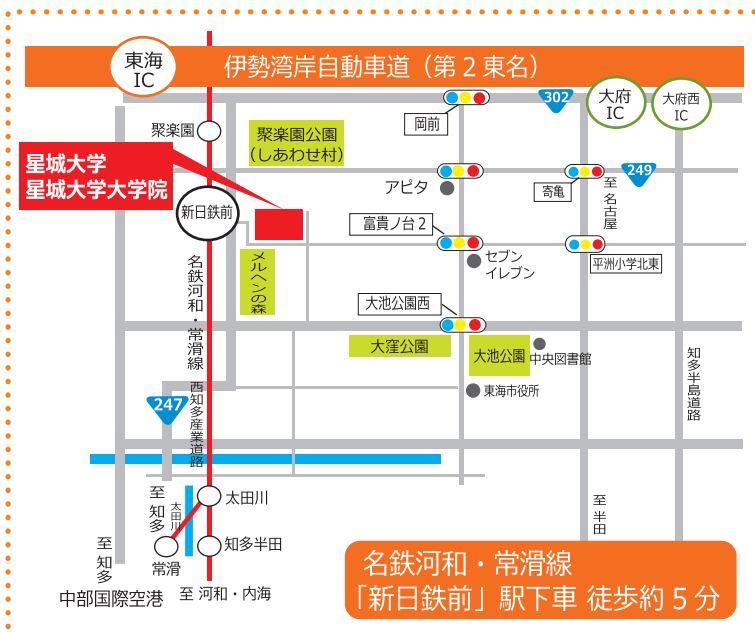 東海
IC
伊勢湾岸自動車道（第２東名）
302
大府
IC
大府西
IC
岡前
聚楽園
聚楽園公園
（しあわせ村）
星城大学
星城大学大学院
249
アピタ
寄亀
至 名古屋
新日鉄前
富貴ノ台２
セブン
イレブン
平洲小学北東
メルヘンの森
名鉄河和・常滑線
大池公園西
大窪公園
大池公園
中央図書館
知多半島道路
東海市役所
247
西知多産業道路
至 知多
太田川
太田川
至 半田
至 知多
常滑
知多半田
中部国際空港
至 河和・内海
名鉄河和・常滑線
「新日鉄前」駅下車 徒歩約５分